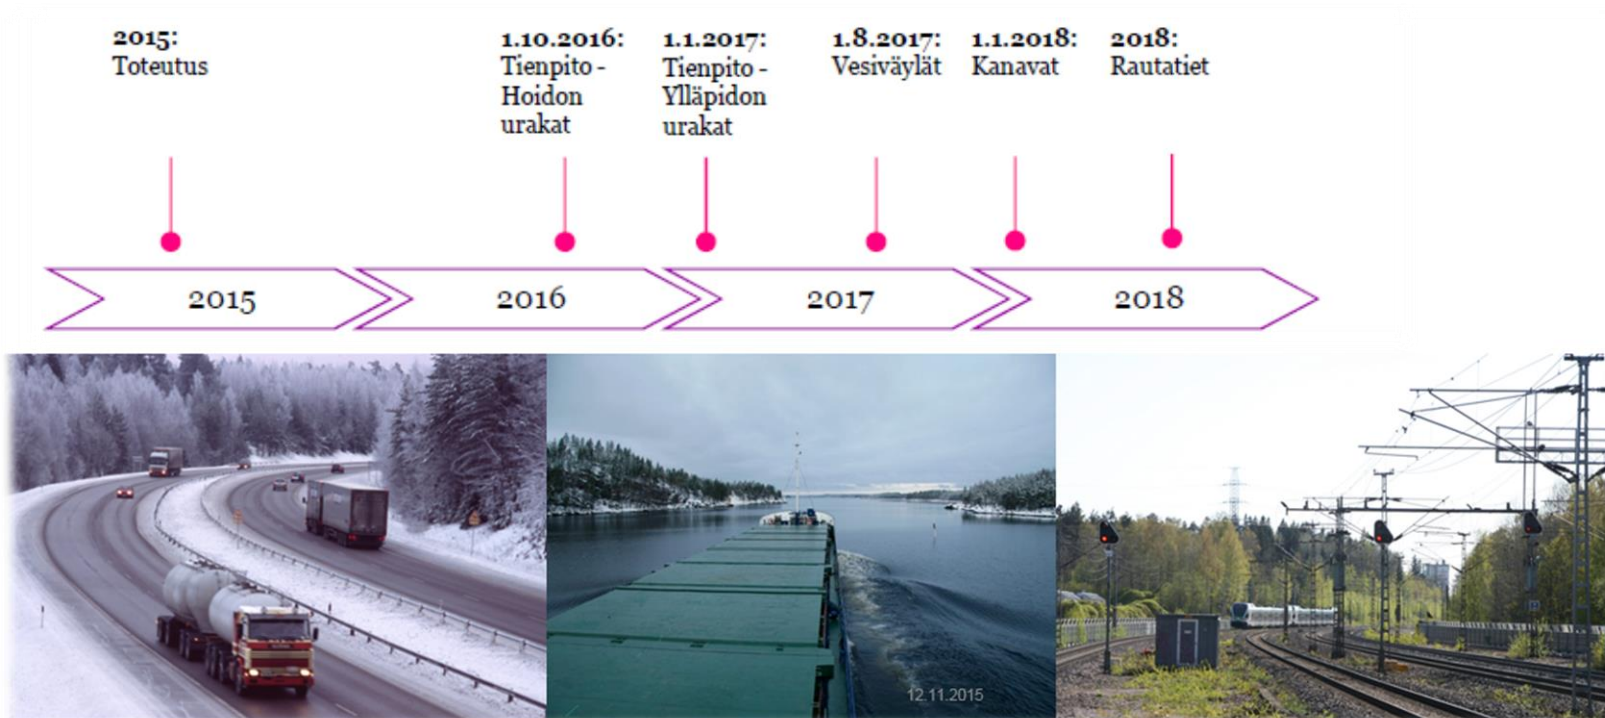 2015:
Toteutus
1.10.2016:
Tienpito -
Hoidon
urakat
1.1.2017:
Tienpito -
Ylläpidon
urakat
1.8.2017:
Vesiväylät
1.1.2018:
Kanavat
2018:
Rautatiet
2015
2016
2017
2018
12.11.2015